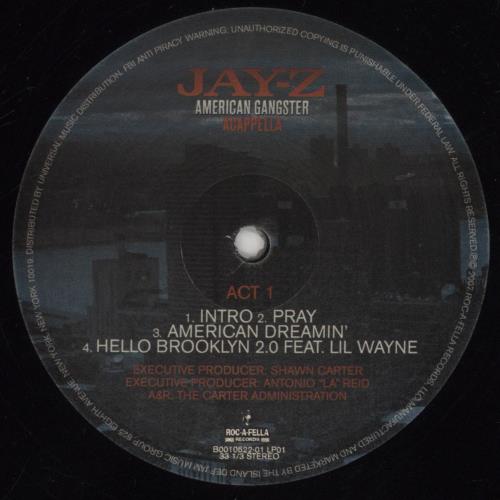 JAY-Z
AMERICAN GANGSTER
ACAPPELLA
ACT 1
1. INTRO 2. PRAY
3. AMERICAN DREAMIN'
4. HELLO BROOKLYN 2.0 FEAT. LIL WAYNE
EXECUTIVE PRODUCER: SHAWN CARTER
EXECUTIVE PRODUCER: ANTONIO "LA" REID
A&R: THE CARTER ADMINISTRATION
ROC-A-FELLA
RECORDS
B0010522-01 LP01
33 1/3 STEREO
FBI ANTI PIRACY WARNING: UNAUTHORIZED COPYING IS PUNISHABLE UNDER FEDERAL LAW. ALL RIGHTS RESERVED. ℗© 2007 ROC-A-FELLA RECORDS, LLC. MANUFACTURED AND MARKETED BY THE ISLAND DEF JAM MUSIC GROUP 825 EIGHTH AVENUE, NEW YORK, NEW YORK 10019. DISTRIBUTED BY UNIVERSAL MUSIC DISTRIBUTION.